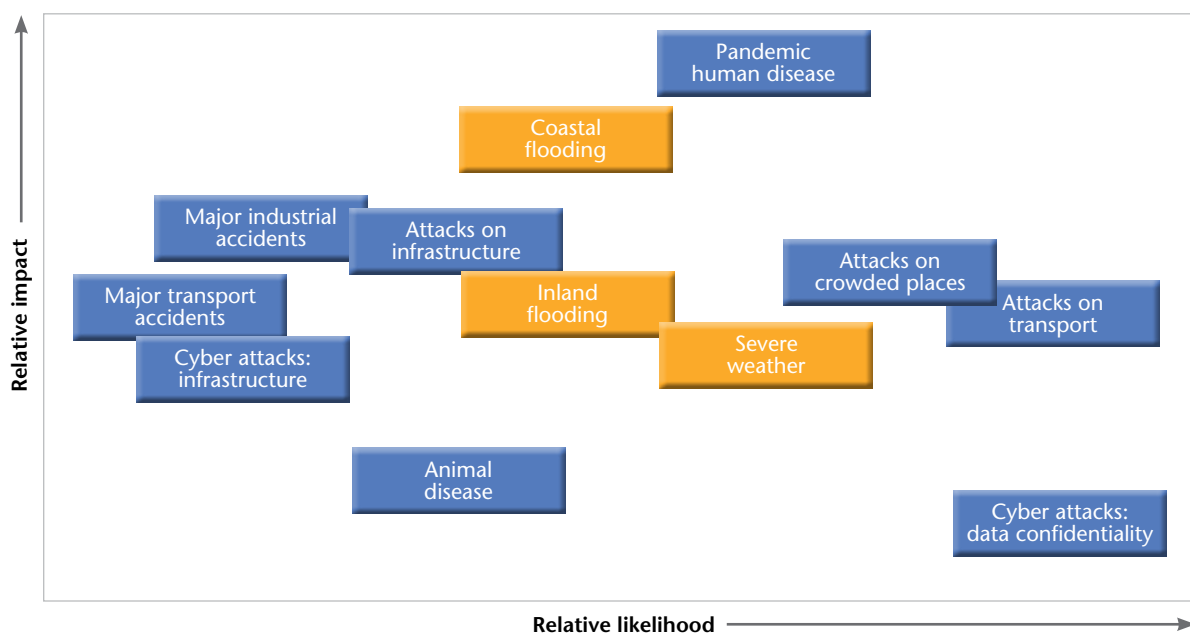 Pandemic
human disease
Coastal
flooding
Major industrial
accidents
Attacks on
infrastructure
Attacks on
crowded places
Major transport
accidents
Inland
flooding
Attacks on
transport
Cyber attacks:
infrastructure
Severe
weather
Animal
disease
Cyber attacks:
data confidentiality
Relative impact
Relative likelihood